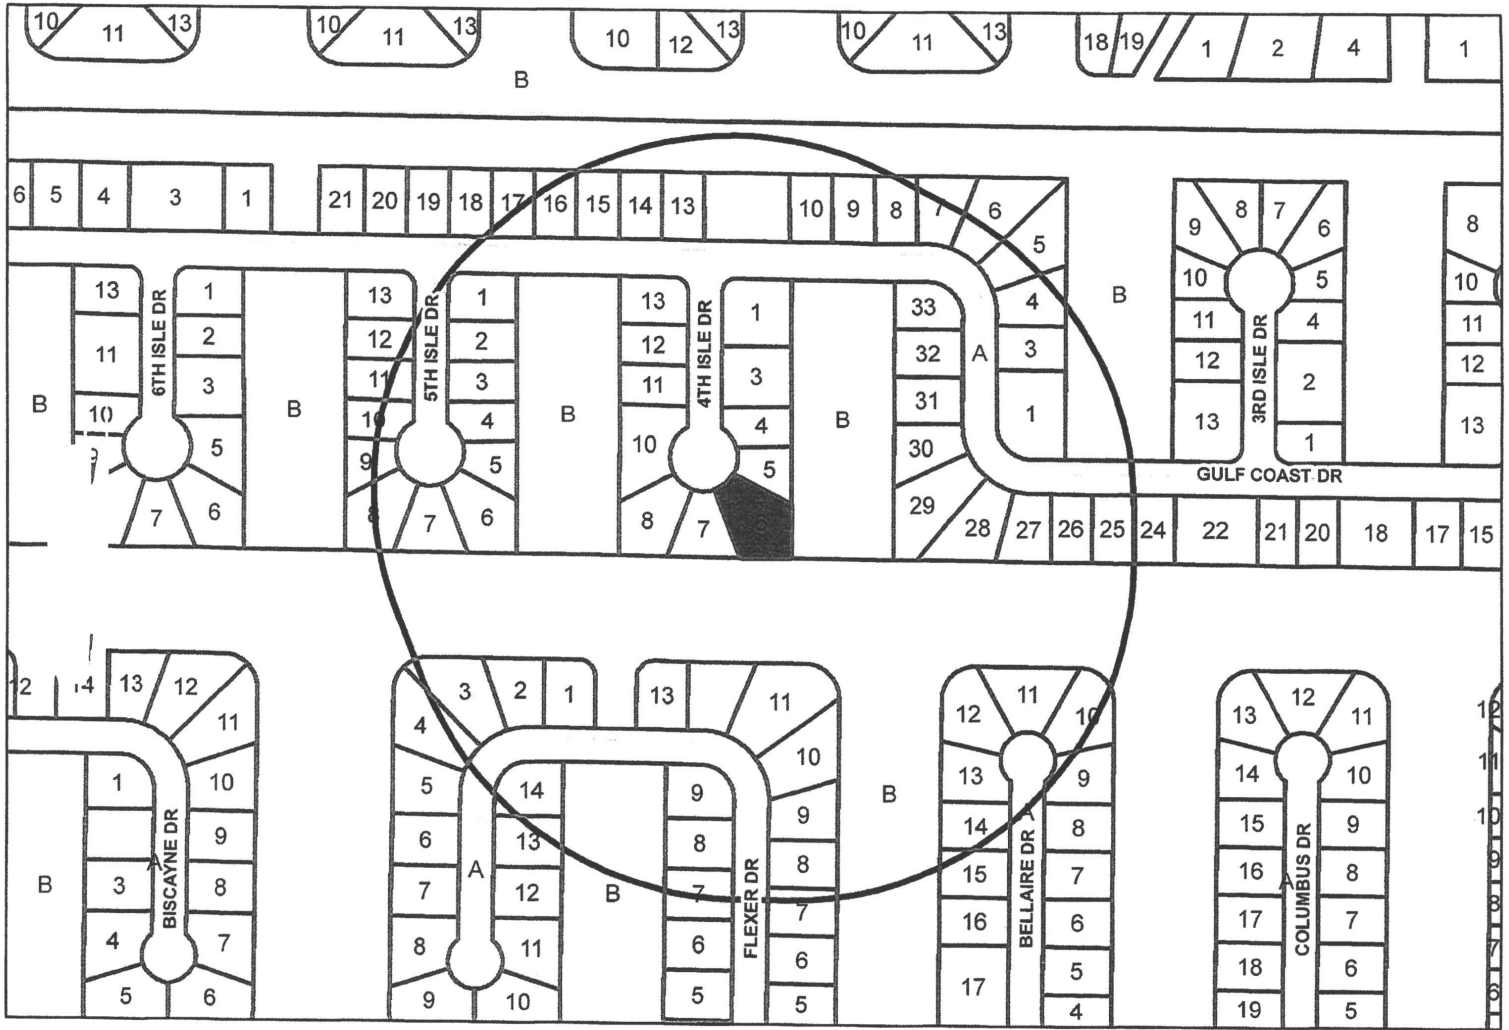 10 11 13 10 11 13 10 12 13 10 11 13 18 19 1 2 4 1
B
6 5 4 3 1 21 20 19 18 17 16 15 14 13 10 9 8 7 6 5 9 8 7 6 8
13 1 13 1 13 1 33 4 B 10 5 10
6TH ISLE DR 5TH ISLE DR 4TH ISLE DR 3RD ISLE DR
11 2 12 2 12 3 32 A 3 11 4 11
B 3 B 11 3 B 11 B 31 1 12 2 12
10 10 4 10 4 30 13 1 13
9 5 9 5 5
GULF COAST DR
7 6 8 7 6 8 7 6 29 28 27 26 25 24 22 21 20 18 17 15
12 14 13 12 11 4 3 2 1 13 11 12 11 10 13 12 11 12
1 10 5 14 9 10 13 9 14 10 11
B
9 6 13 8 9 14 A 8 15 9 10
BISCAYNE DR FLEXER DR BELLAIRE DR COLUMBUS DR
B 3 A 8 7 A 12 B 7 8 15 7 16 A 8 9
7 16 6 17 7 8
4 7 8 11 6 6 17 5 18 6 7
5 6 9 10 5 5 4 19 5 6